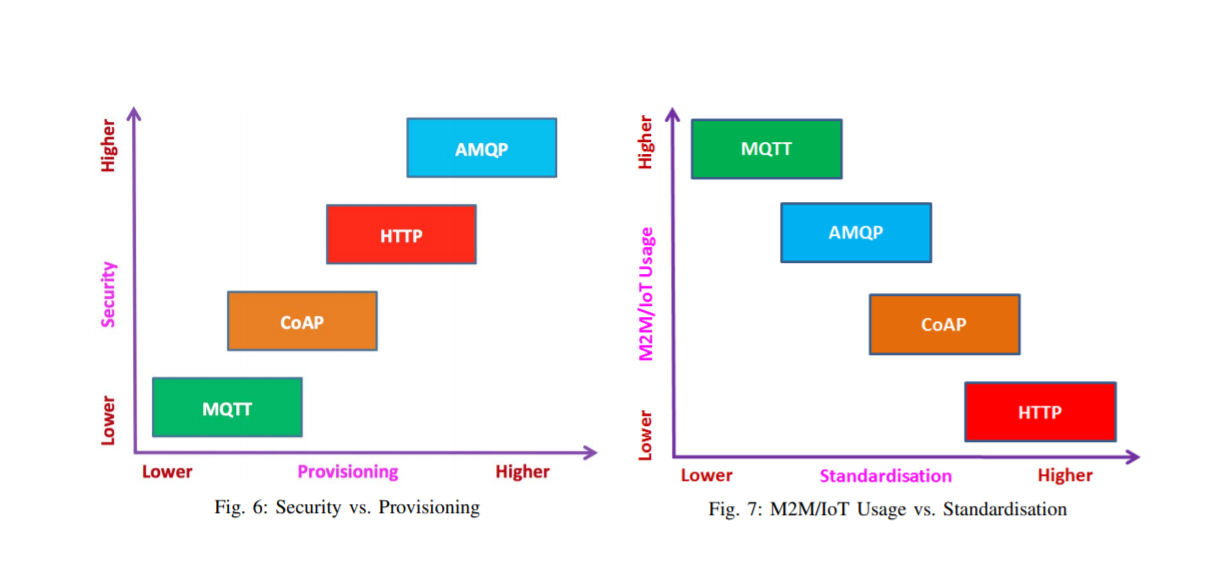 Higher
Security
Lower
AMQP
HTTP
CoAP
MQTT
Lower Provisioning Higher
Fig. 6: Security vs. Provisioning
Higher
M2M/IoT Usage
Lower
MQTT
AMQP
CoAP
HTTP
Lower Standardisation Higher
Fig. 7: M2M/IoT Usage vs. Standardisation